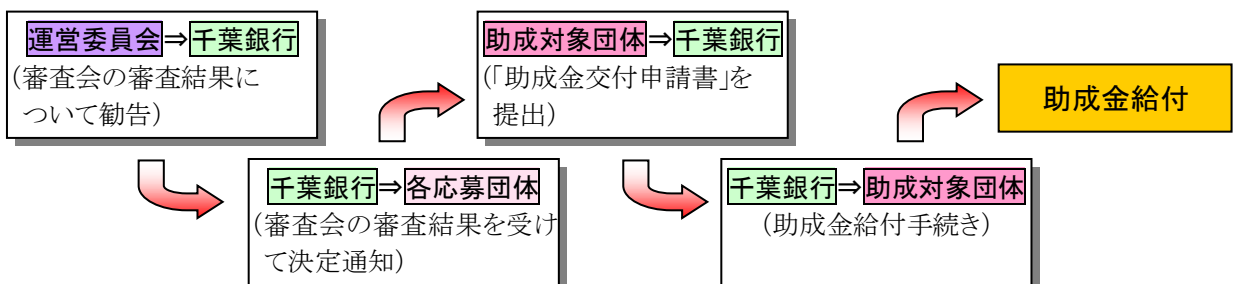 運営委員会⇒千葉銀行
(審査会の審査結果に
ついて勧告)
千葉銀行⇒各応募団体
(審査会の審査結果を受け
て決定通知)
助成対象団体⇒千葉銀行
(「助成金交付申請書」を
提出)
千葉銀行⇒助成対象団体
(助成金給付手続き)
助成金給付